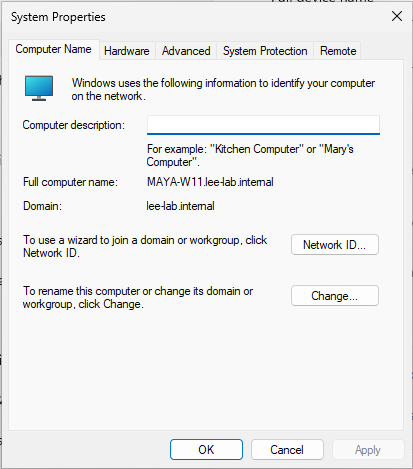 Full device name
System Properties
Computer Name
Hardware
Advanced
System Protection
Remote
Windows uses the following information to identify your computer
on the network.
Computer description:
For example: "Kitchen Computer" or "Mary's
Computer".
Full computer name:
MAYA-W11.lee-lab.internal
Domain:
lee-lab.internal
To use a wizard to join a domain or workgroup, click
Network ID.
Network ID...
To rename this computer or change its domain or
workgroup, click Change.
Change...
OK
Cancel
Apply